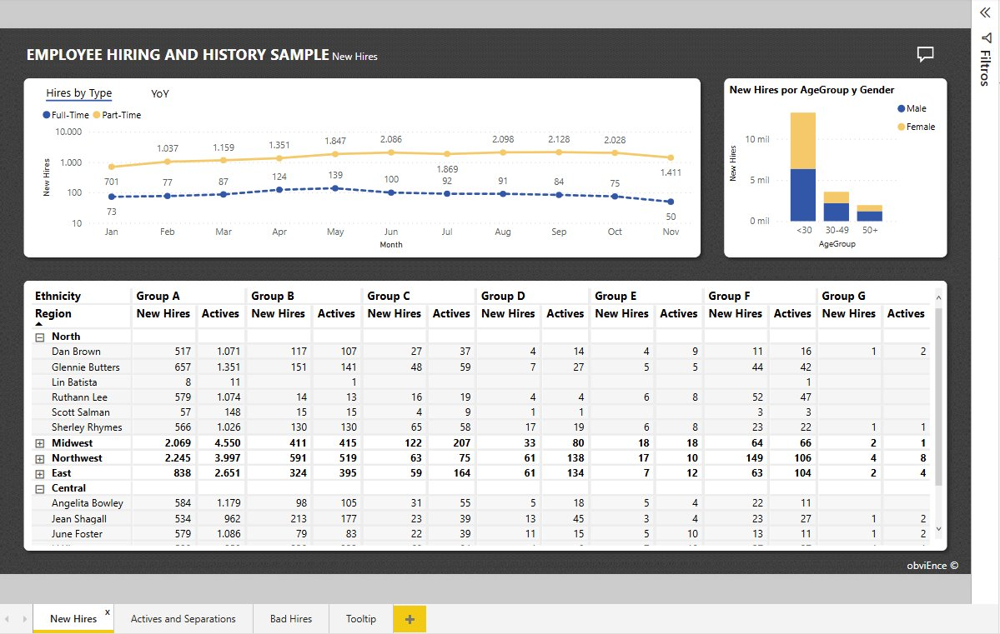 EMPLOYEE HIRING AND HISTORY SAMPLE New Hires
Filtros
Hires by Type YoY
Full-Time Part-Time
10.000
1.000
100
10
New Hires
701 1.037 1.159 1.351 1.847 2.086 1.869 2.098 2.128 2.028 1.411
73 77 87 124 139 100 92 91 84 75 50
Jan Feb Mar Apr May Jun Jul Aug Sep Oct Nov
Month
New Hires por AgeGroup y Gender
Male
Female
10 mil
5 mil
0 mil
New Hires
<30 30-49 50+
AgeGroup
Ethnicity Group A Group B Group C Group D Group E Group F Group G
Region New Hires Actives New Hires Actives New Hires Actives New Hires Actives New Hires Actives New Hires Actives New Hires Actives
North
Dan Brown 517 1.071 117 107 27 37 4 14 4 9 11 16 1 2
Glennie Butters 657 1.351 151 141 48 59 7 27 5 5 44 42
Lin Batista 8 11 1 1
Ruthann Lee 579 1.074 14 13 16 19 4 4 6 8 52 47
Scott Salman 57 148 15 15 4 9 1 1 3 3
Sherley Rhymes 566 1.026 130 130 65 58 17 19 6 8 23 22 1 1
Midwest 2.069 4.550 411 415 122 207 33 80 18 18 64 66 2 1
Northwest 2.245 3.997 591 519 63 75 61 138 17 10 149 106 4 8
East 838 2.651 324 395 59 164 61 134 7 12 63 104 2 4
Central
Angelita Bowley 584 1.179 98 105 31 55 5 18 5 4 22 11
Jean Shagall 534 962 213 177 23 39 13 45 3 4 23 27 1 2
June Foster 579 1.086 79 83 22 39 11 15 5 10 13 11 1 2
obviEnce ©
New Hires x Actives and Separations Bad Hires Tooltip +